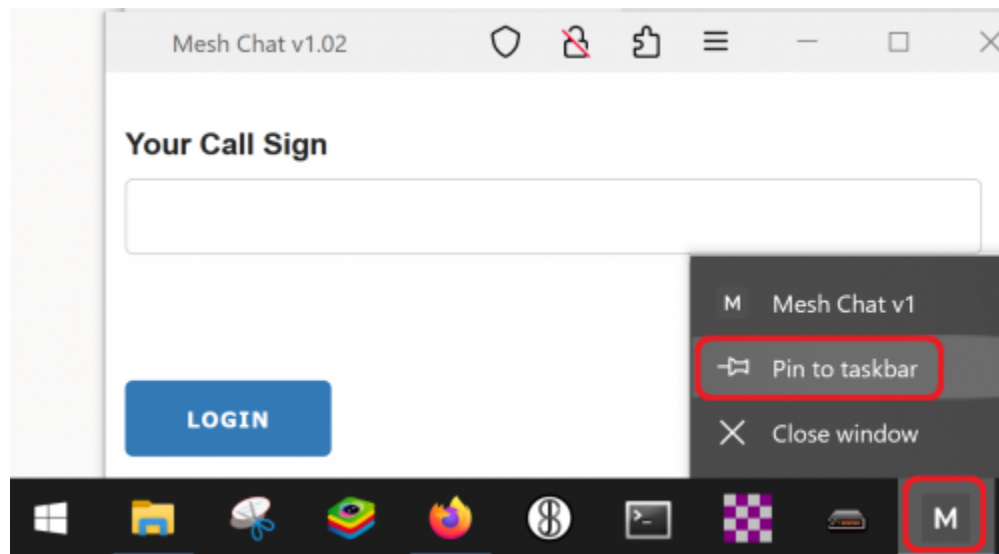 Mesh Chat v1.02
Your Call Sign
LOGIN
M Mesh Chat v1
Pin to taskbar
Close window
M